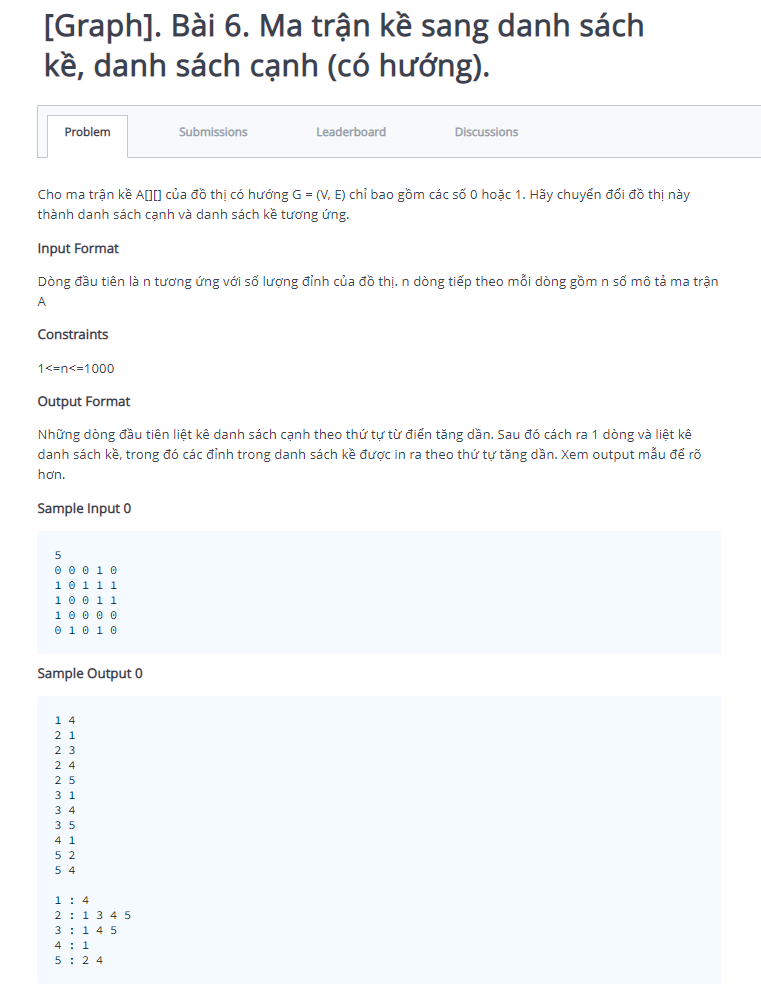 [Graph]. Bài 6. Ma trận kề sang danh sách
kề, danh sách cạnh (có hướng).
Problem Submissions Leaderboard Discussions
Cho ma trận kề A[][] của đồ thị có hướng G = (V, E) chỉ bao gồm các số 0 hoặc 1. Hãy chuyển đổi đồ thị này
thành danh sách cạnh và danh sách kề tương ứng.
Input Format
Dòng đầu tiên là n tương ứng với số lượng đỉnh của đồ thị. n dòng tiếp theo mỗi dòng gồm n số mô tả ma trận
A
Constraints
1<=n<=1000
Output Format
Những dòng đầu tiên liệt kê danh sách cạnh theo thứ tự từ điển tăng dần. Sau đó cách ra 1 dòng và liệt kê
danh sách kề, trong đó các đỉnh trong danh sách kề được in ra theo thứ tự tăng dần. Xem output mẫu để rõ
hơn.
Sample Input 0
5
0 0 0 1 0
1 0 1 1 1
1 0 0 1 1
1 0 0 0 0
0 1 0 1 0
Sample Output 0
1 4
2 1
2 3
2 4
2 5
3 1
3 4
3 5
4 1
5 2
5 4
1 : 4
2 : 1 3 4 5
3 : 1 4 5
4 : 1
5 : 2 4